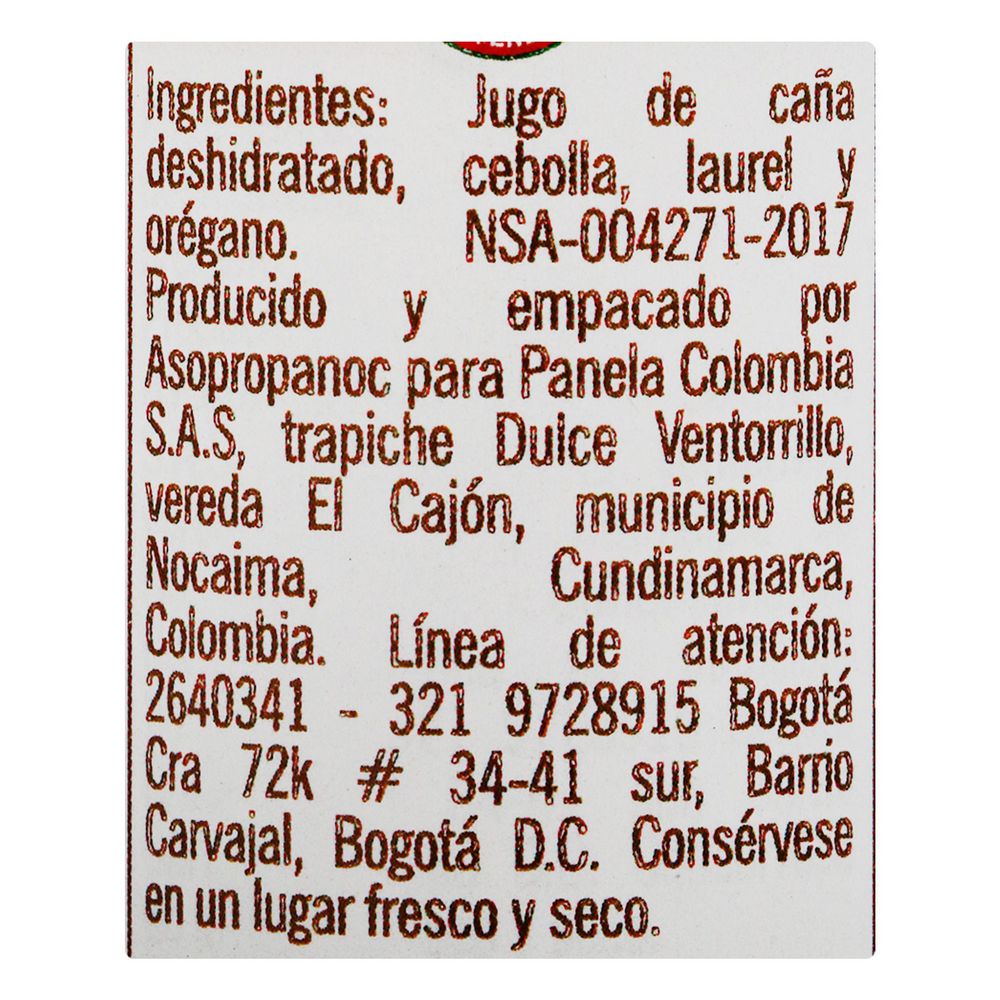 Ingredientes: Jugo de caña
deshidratado, cebolla, laurel y
orégano. NSA-004271-2017
Producido y empacado por
Asopropanoc para Panela Colombia
S.A.S, trapiche Dulce Ventorrillo,
vereda El Cajón, municipio de
Nocaima, Cundinamarca,
Colombia. Línea de atención:
2640341 - 321 9728915 Bogotá
Cra 72k # 34-41 sur, Barrio
Carvajal, Bogotá D.C. Consérvese
en un lugar fresco y seco.